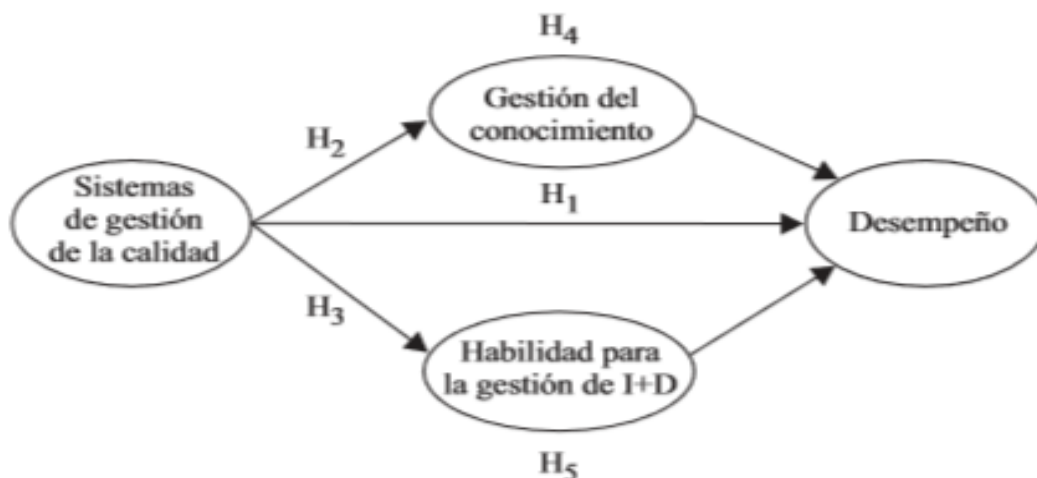 H4
Gestión del
conocimiento
H2
H1
Sistemas
de gestión
de la calidad
Desempeño
H3
Habilidad para
la gestión de I+D
H5